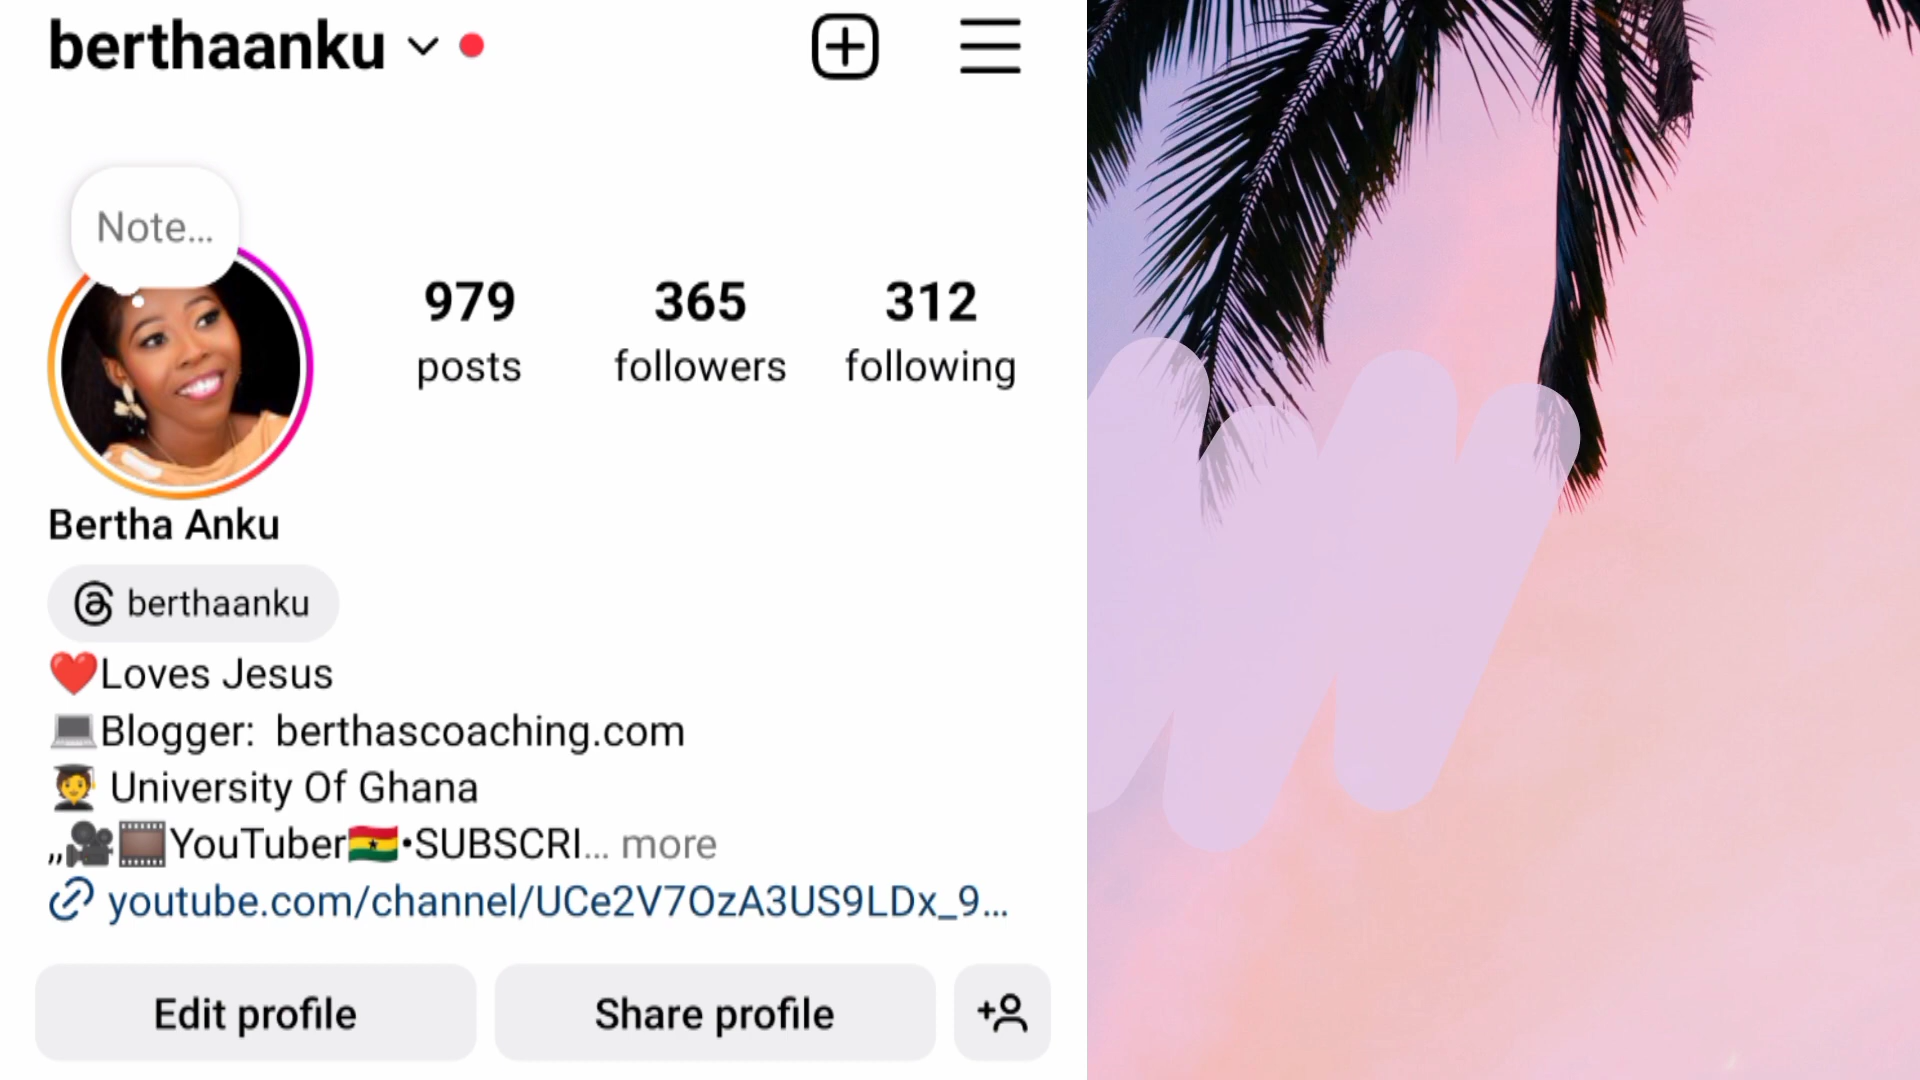 berthaanku
Note...
979 365 312
posts followers following
Bertha Anku
berthaanku
❤️Loves Jesus
💻Blogger: berthascoaching.com
🧑‍🎓 University Of Ghana
„🎥🎞️YouTuber🇬🇭•SUBSCRI... more
youtube.com/channel/UCe2V7OzA3US9LDx_9...
Edit profile Share profile